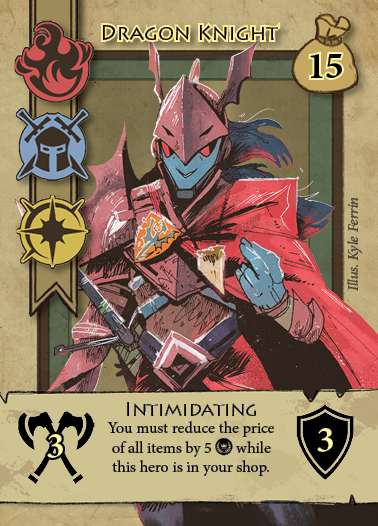 Dragon Knight
15
Illus. Kyle Ferrin
Intimidating
You must reduce the price
of all items by 5 while
this hero is in your shop.
3
3